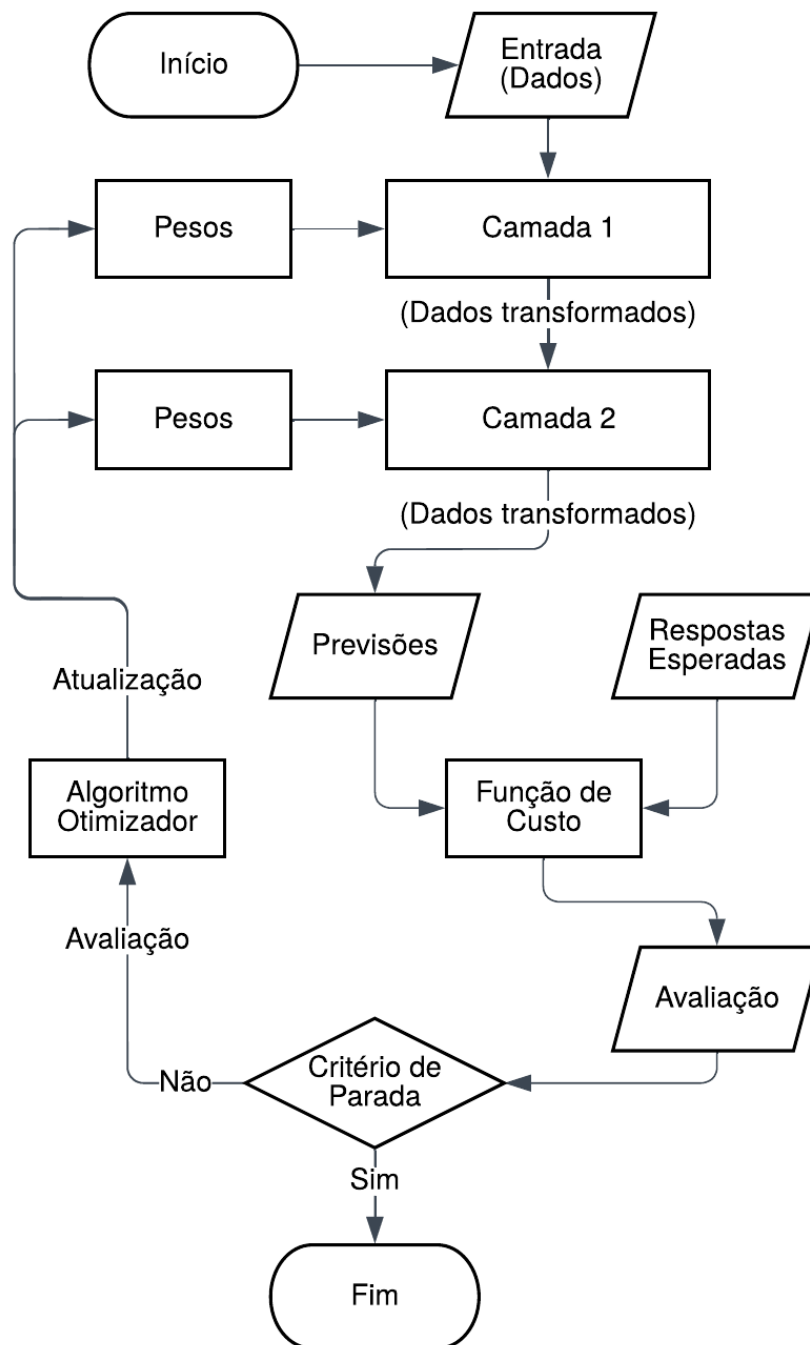 Início
Entrada
(Dados)
Pesos
Camada 1
(Dados transformados)
Pesos
Camada 2
(Dados transformados)
Previsões
Respostas
Esperadas
Atualização
Algoritmo
Otimizador
Função de
Custo
Avaliação
Avaliação
Critério de
Parada
Não
Sim
Fim